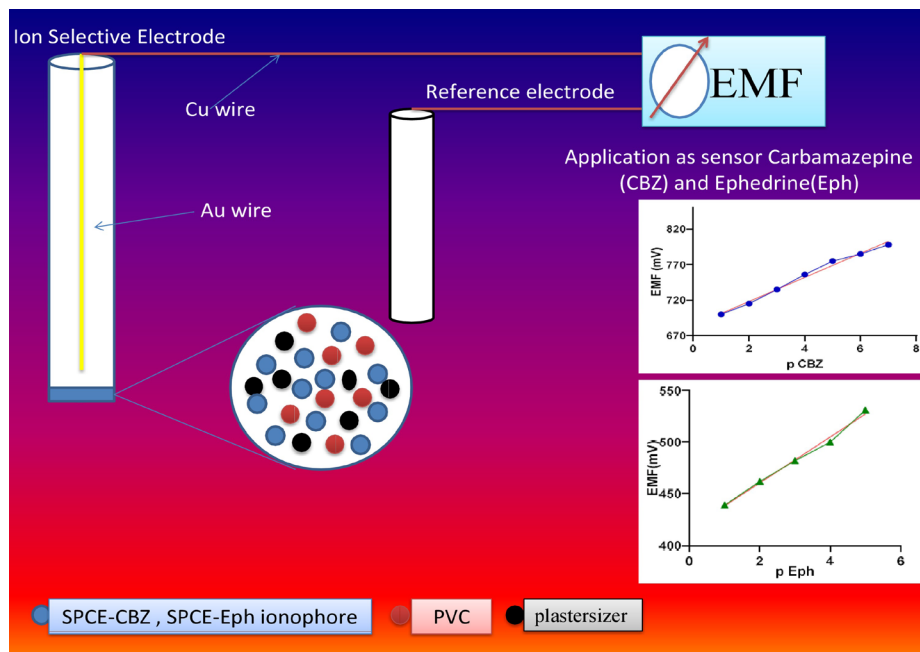 Ion Selective Electrode
EMF
Cu wire
Reference electrode
Au wire
Application as sensor Carbamazepine
(CBZ) and Ephedrine(Eph)
820
770
720
670
EMF (mV)
0 2 4 6 8
p CBZ
550
500
450
400
EMF(mV)
0 2 4 6
p Eph
SPCE-CBZ , SPCE-Eph ionophore
PVC
plastersizer